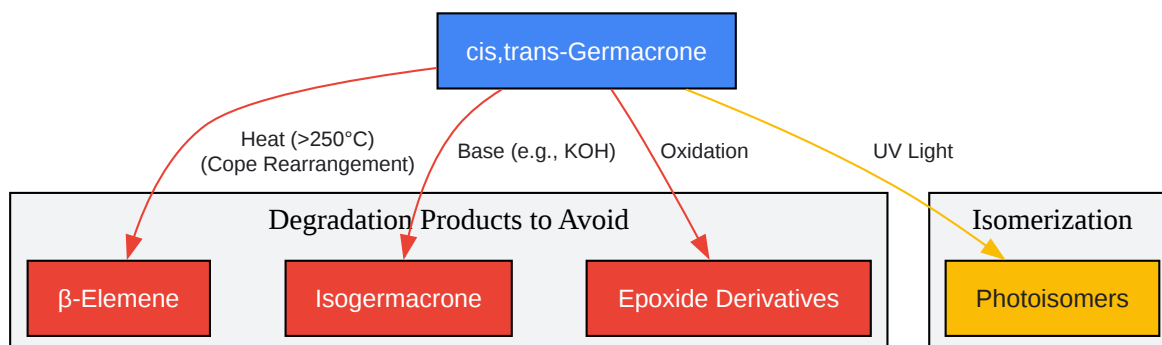 cis,trans-Germacrone
Heat (>250°C)
(Cope Rearrangement)
Base (e.g., KOH)
Oxidation
UV Light
Degradation Products to Avoid
Isomerization
β-Elemene
Isogermacrone
Epoxide Derivatives
Photoisomers